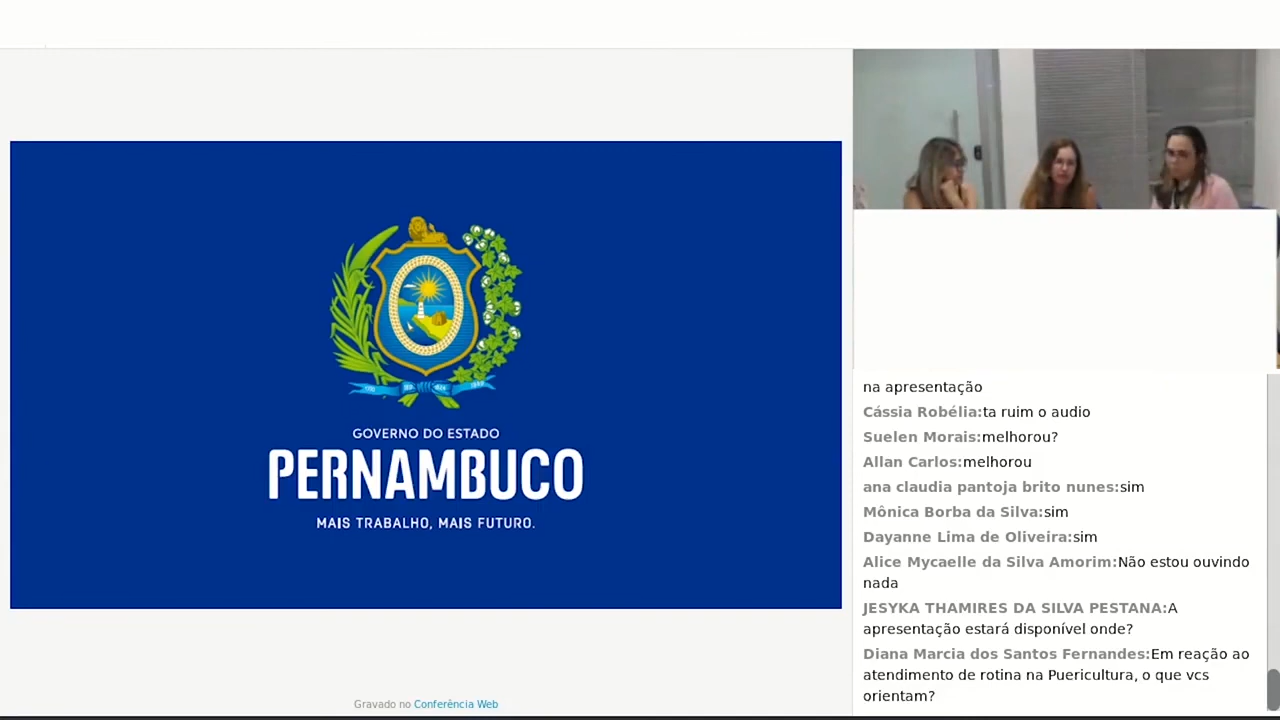 GOVERNO DO ESTADO
PERNAMBUCO
MAIS TRABALHO, MAIS FUTURO.
Gravado no Conferência Web
na apresentação
Cássia Robélia:ta ruim o audio
Suelen Morais:melhorou?
Allan Carlos:melhorou
ana claudia pantoja brito nunes:sim
Mônica Borba da Silva:sim
Dayanne Lima de Oliveira:sim
Alice Mycaelle da Silva Amorim:Não estou ouvindo
nada
JESYKA THAMIRES DA SILVA PESTANA:A
apresentação estará disponível onde?
Diana Marcia dos Santos Fernandes:Em reação ao
atendimento de rotina na Puericultura, o que vcs
orientam?